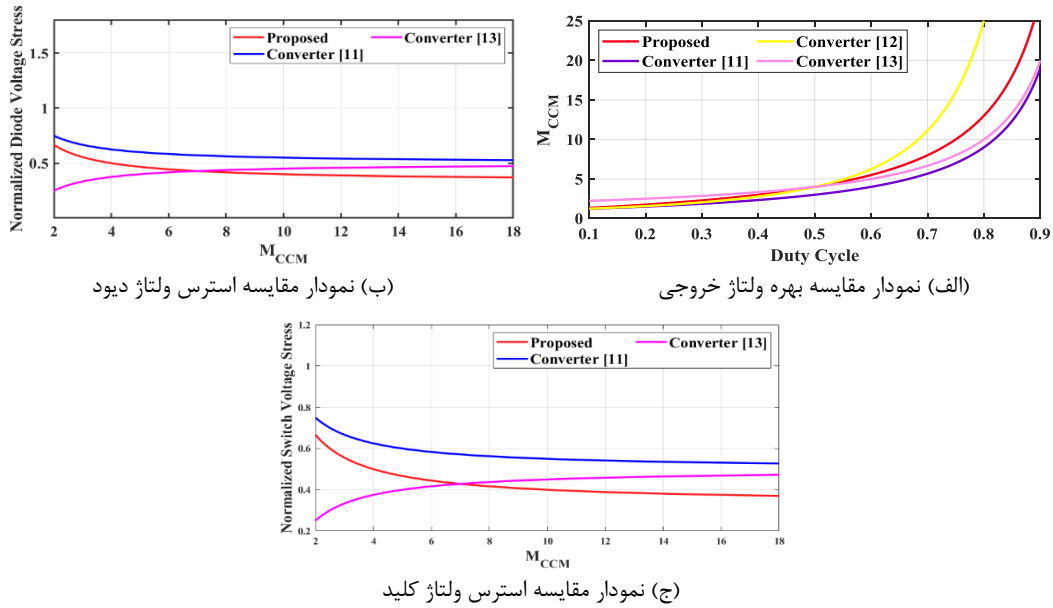 Normalized Diode Voltage Stress
1.5
1
0.5
Proposed
Converter [11]
Converter [13]
2 4 6 8 10 12 14 16 18
M_CCM
(ب) نمودار مقایسه استرس ولتاژ دیود
M_CCM
25
20
15
10
5
0
Proposed
Converter [11]
Converter [12]
Converter [13]
0.1 0.2 0.3 0.4 0.5 0.6 0.7 0.8 0.9
Duty Cycle
(الف) نمودار مقایسه بهره ولتاژ خروجی
Normalized Switch Voltage Stress
1.2
1
0.8
0.6
0.4
0.2
Proposed
Converter [11]
Converter [13]
2 4 6 8 10 12 14 16 18
M_CCM
(ج) نمودار مقایسه استرس ولتاژ کلید